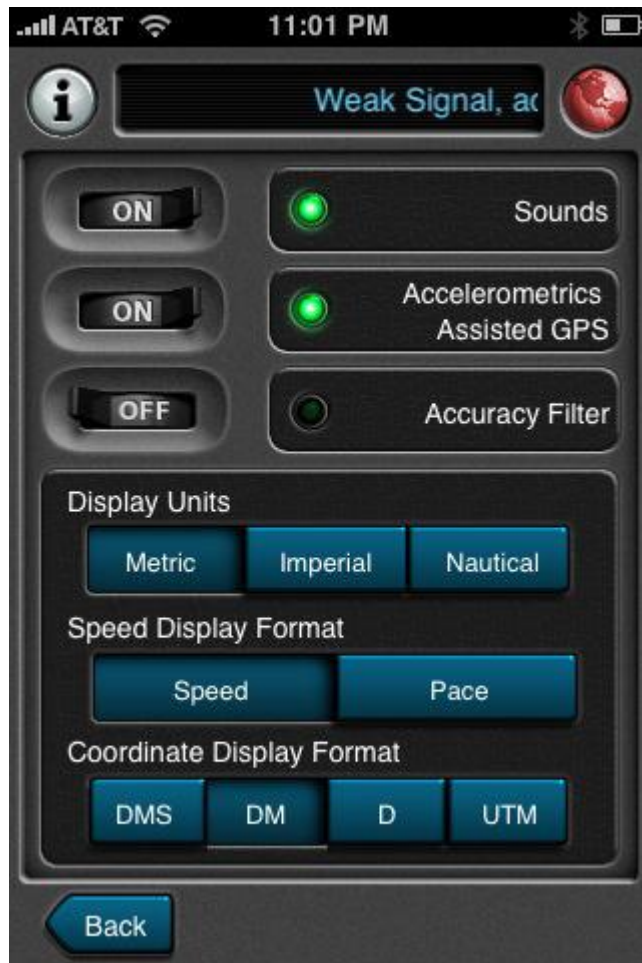 AT&T 11:01 PM
i
Weak Signal, ac
ON Sounds
ON Accelerometrics
Assisted GPS
OFF Accuracy Filter
Display Units
Metric Imperial Nautical
Speed Display Format
Speed Pace
Coordinate Display Format
DMS DM D UTM
Back